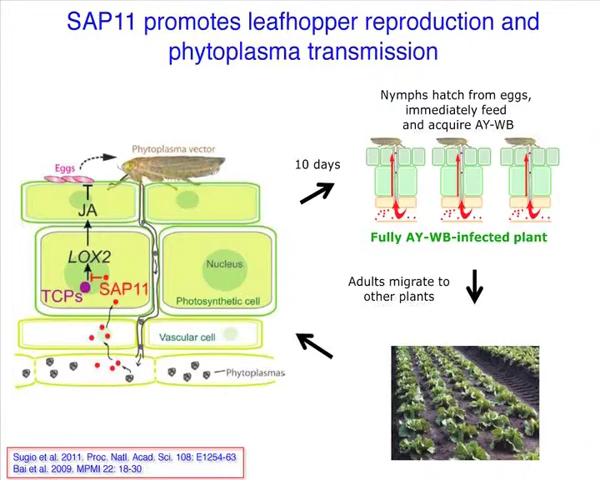 SAP11 promotes leafhopper reproduction and
phytoplasma transmission
Nymphs hatch from eggs,
immediately feed
and acquire AY-WB
Phytoplasma vector
Eggs
10 days
JA
LOX2
TCPs
SAP11
Nucleus
Photosynthetic cell
Vascular cell
Phytoplasmas
Fully AY-WB-infected plant
Adults migrate to
other plants
Sugio et al. 2011. Proc. Natl. Acad. Sci. 108: E1254-63
Bai et al. 2009. MPMI 22: 18-30